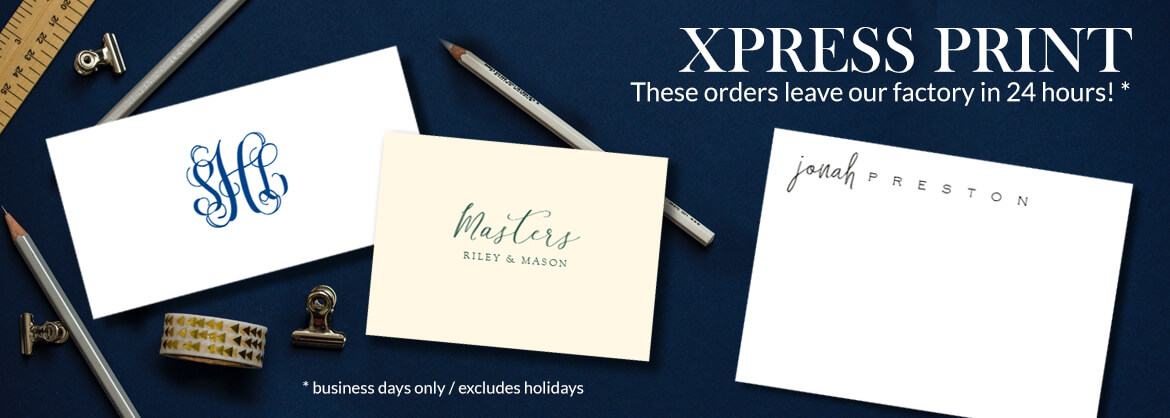 XPRESS PRINT
These orders leave our factory in 24 hours! *
SHL
Masters
RILEY & MASON
jonah PRESTON
* business days only / excludes holidays